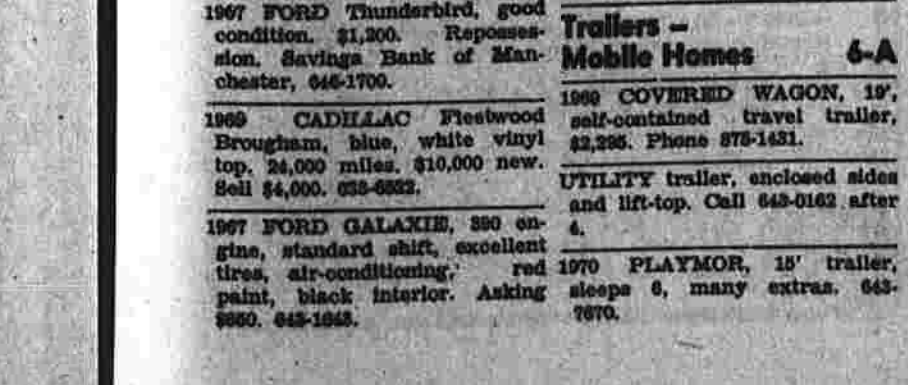 1967 FORD Thunderbird, good
condition. $1,200. Reposses-
sion. Savings Bank of Man-
chester, 646-1700.
1969 CADILLAC Fleetwood
Brougham, blue, white vinyl
top. 24,000 miles. $10,000 new.
Sell $4,000.
1967 FORD GALAXIE, 390 en-
gine, standard shift, excellent
tires, air-conditioning, red
paint, black interior. Asking
Trailers –
Mobile Homes 6-A
1969 COVERED WAGON, 19',
self-contained travel trailer,
$2,295. Phone 875-1431.
UTILITY trailer, enclosed sides
and lift-top. Call 643-0162 after
1970 PLAYMOR, 15' trailer,
sleeps 6, many extras. 643-
7670.